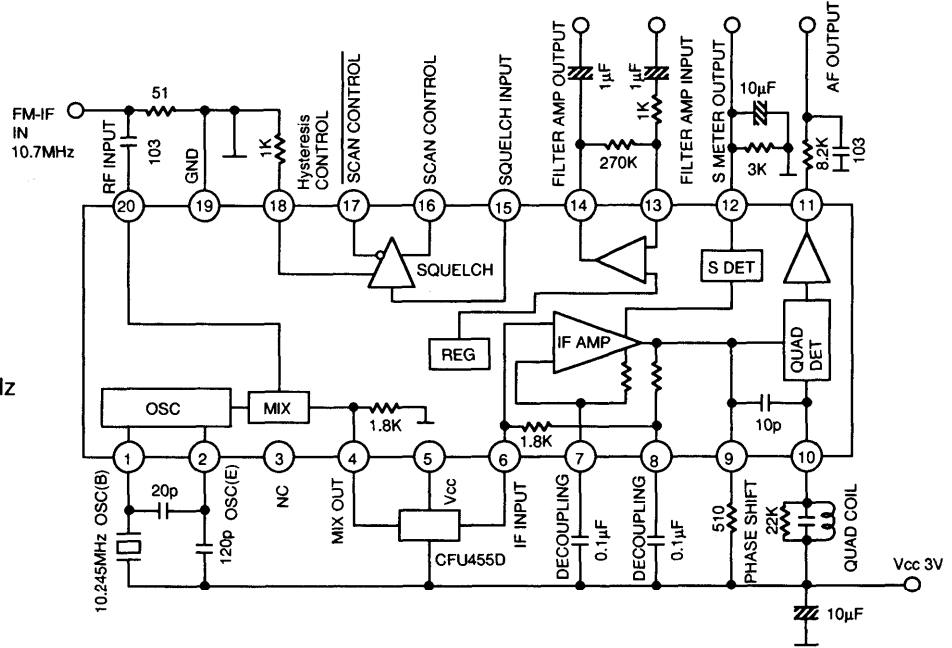 FM-IF
IN
10.7MHz
51
103
RF INPUT
GND
1K
Hysteresis
CONTROL
SCAN CONTROL
SCAN CONTROL
SQUELCH INPUT
FILTER AMP OUTPUT
1μF
270K
1μF
1K
FILTER AMP INPUT
S METER OUTPUT
10μF
3K
AF OUTPUT
8.2K
103
20
19
18
17
16
15
14
13
12
11
SQUELCH
S DET
REG
IF AMP
QUAD
DET
lz
OSC
MIX
1.8K
1.8K
10p
1
2
3
4
5
6
7
8
9
10
10.245MHz
OSC(B)
20p
OSC(E)
120p
NC
MIX OUT
Vcc
CFU455D
IF INPUT
DECOUPLING
0.1μF
DECOUPLING
0.1μF
510
PHASE SHIFT
22K
QUAD COIL
Vcc 3V
10μF